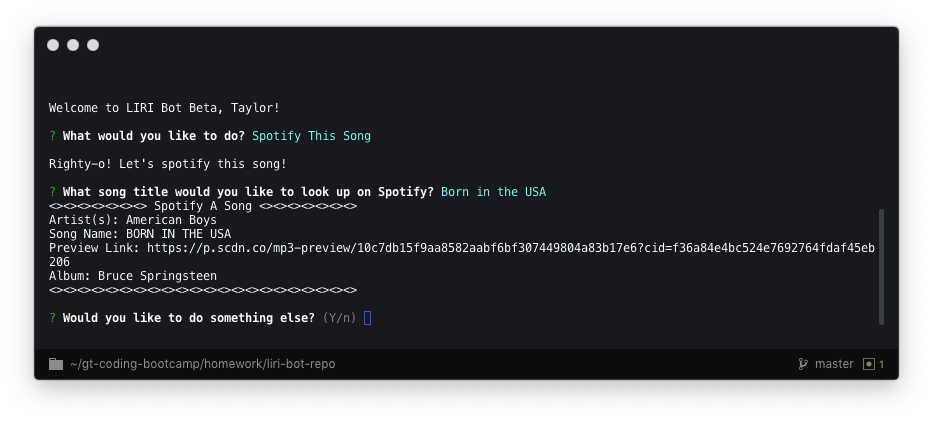 Welcome to LIRI Bot Beta, Taylor!
? What would you like to do? Spotify This Song
Righty-o! Let's spotify this song!
? What song title would you like to look up on Spotify? Born in the USA
<><><><><><><> Spotify A Song <><><><><><><>
Artist(s): American Boys
Song Name: BORN IN THE USA
Preview Link: https://p.scdn.co/mp3-preview/10c7db15f9aa8582aabf6bf307449804a83b17e6?cid=f36a84e4bc524e7692764fdaf45eb
206
Album: Bruce Springsteen
<><><><><><><><><><><><><><><><><><><><><><>
? Would you like to do something else? (Y/n)
~/gt-coding-bootcamp/homework/liri-bot-repo master 1